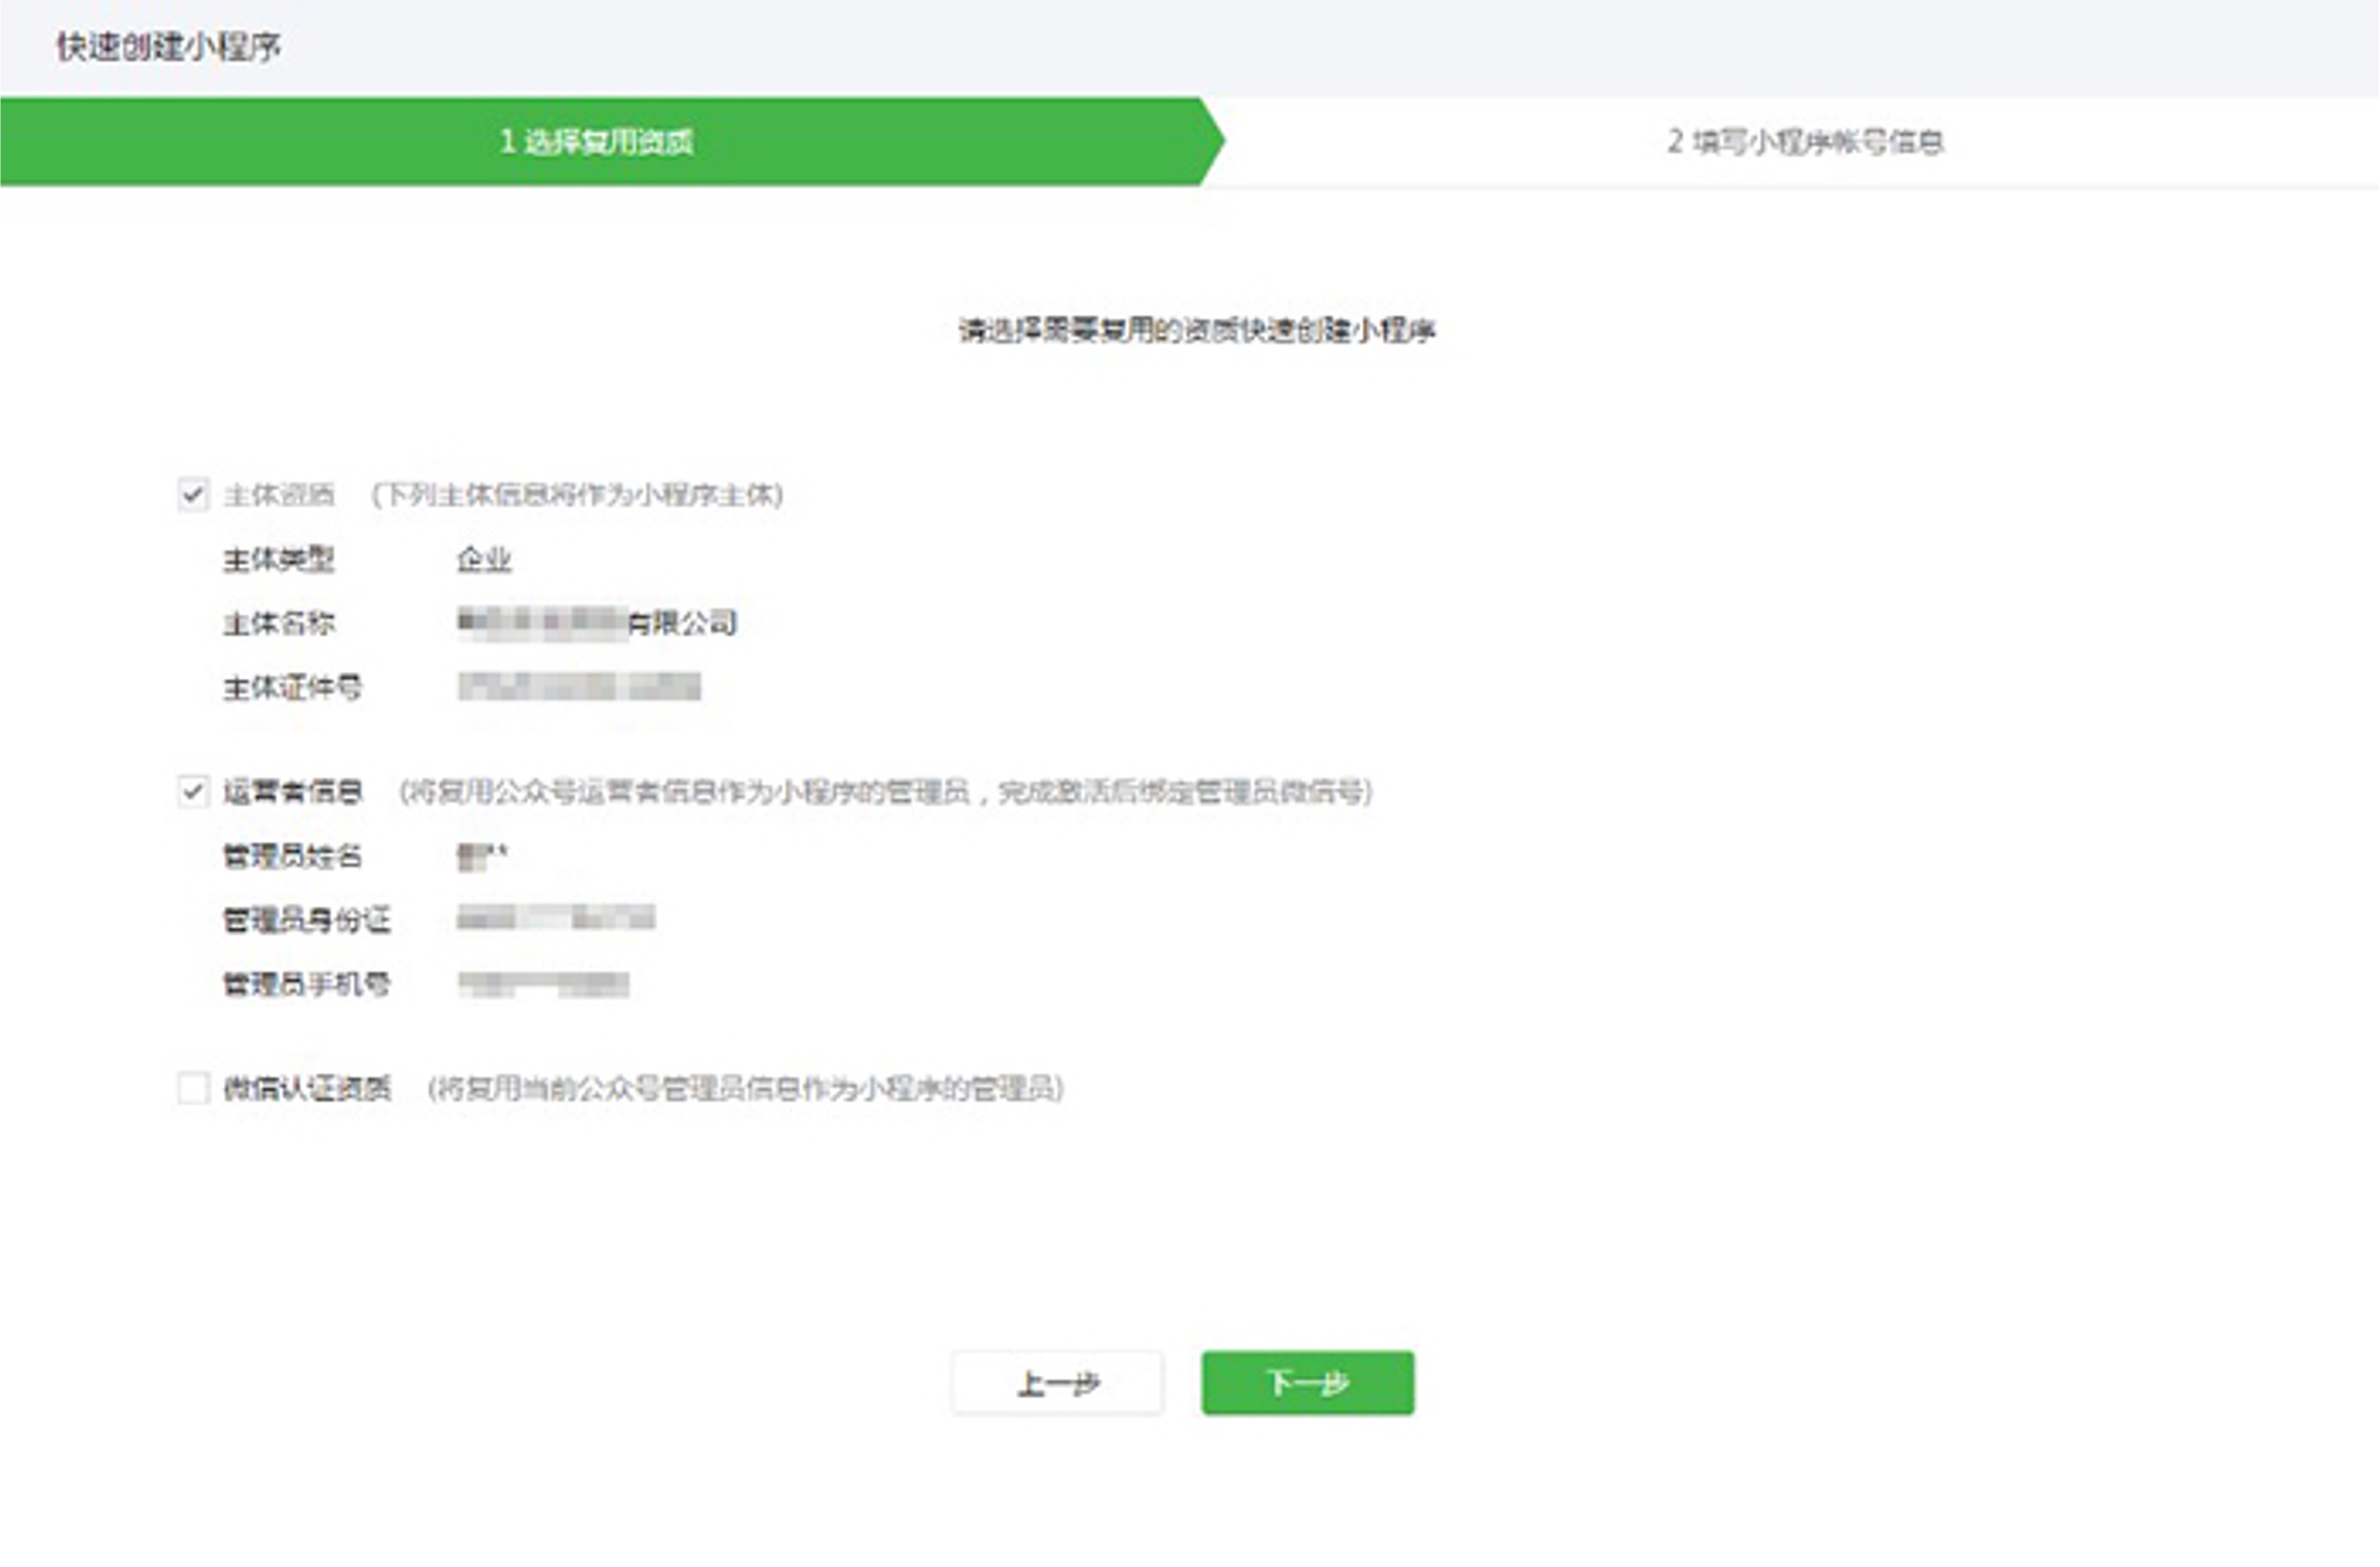 快速创建小程序
1 选择复用资质
2 填写小程序帐号信息
请选择需要复用的资质快速创建小程序
主体资质 (下列主体信息将作为小程序主体)
主体类型 企业
主体名称 有限公司
主体证件号
运营者信息 (将复用公众号运营者信息作为小程序的管理员，完成激活后绑定管理员微信号)
管理员姓名 **
管理员身份证
管理员手机号
微信认证资质 (将复用当前公众号管理员信息作为小程序的管理员)
上一步
下一步